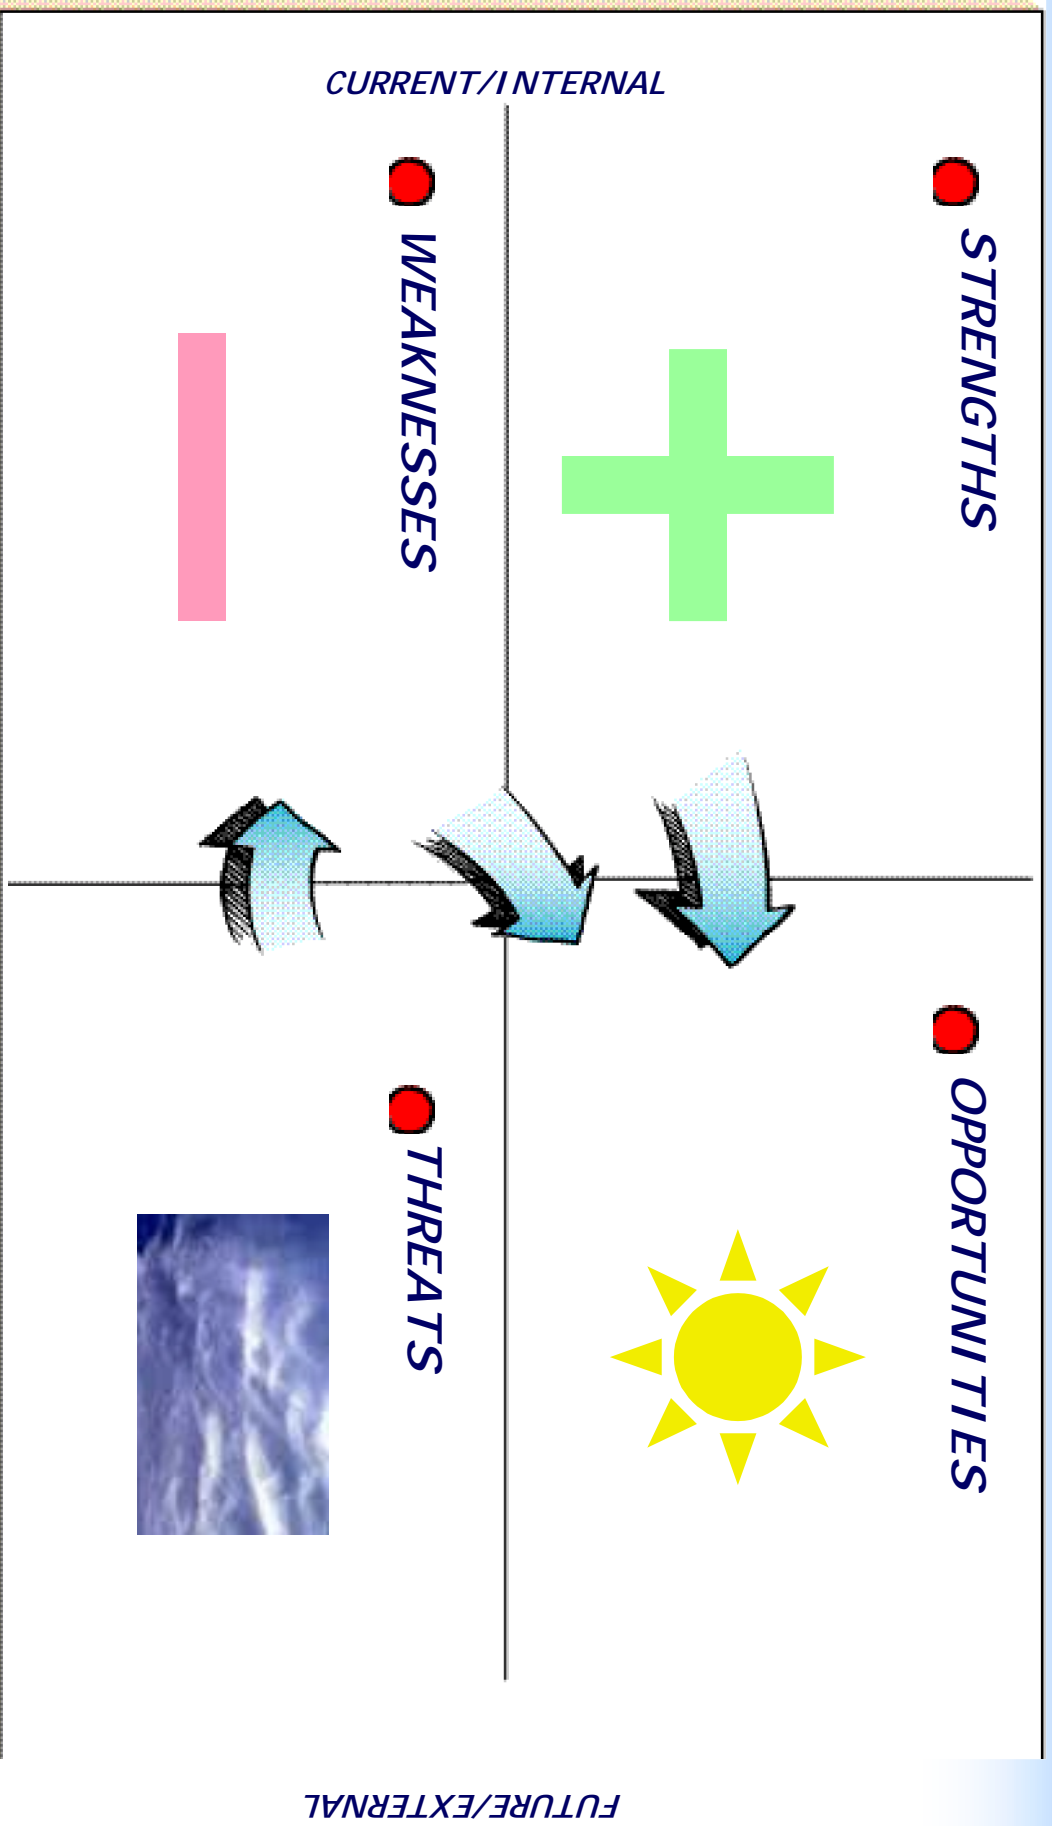 CURRENT/INTERNAL
STRENGTHS
WEAKNESSES
OPPORTUNITIES
THREATS
FUTURE/EXTERNAL